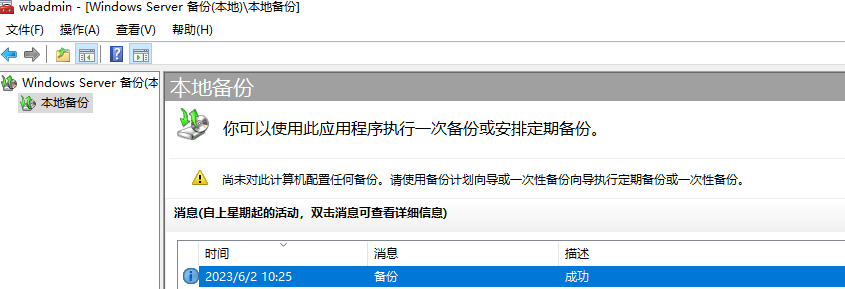 wbadmin - [Windows Server 备份(本地)\本地备份]
文件(F) 操作(A) 查看(V) 帮助(H)
Windows Server 备份(本
本地备份
本地备份
你可以使用此应用程序执行一次备份或安排定期备份。
尚未对此计算机配置任何备份。请使用备份计划向导或一次性备份向导执行定期备份或一次性备份。
消息(自上星期起的活动，双击消息可查看详细信息)
时间 消息 描述
2023/6/2 10:25 备份 成功